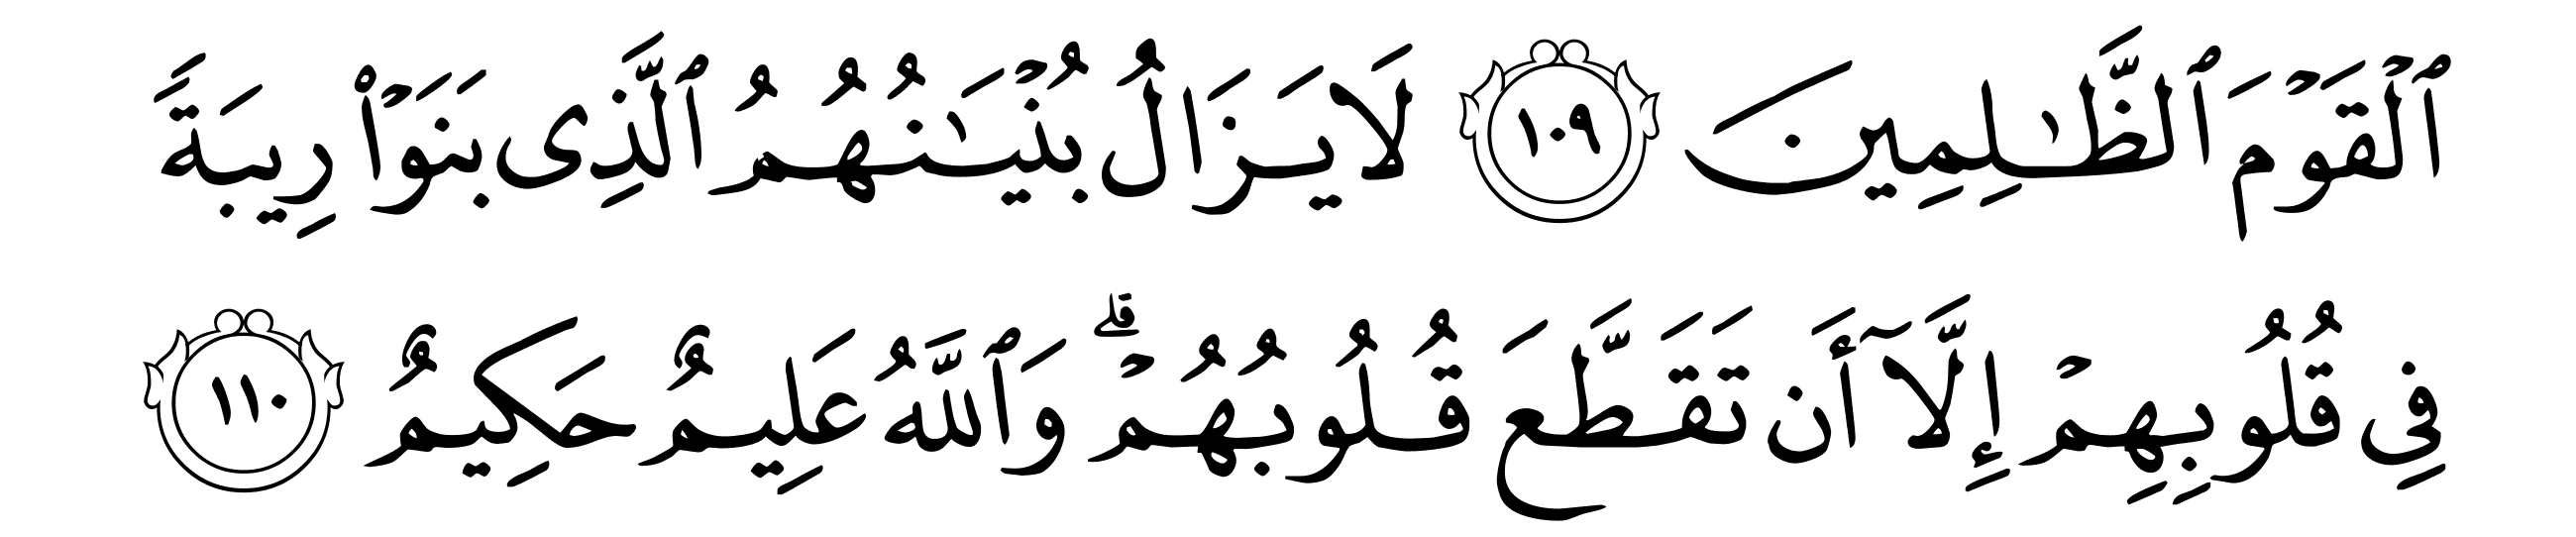 ٱلْقَوْمَ ٱلظَّٰلِمِينَ ١٠٩ لَا يَزَالُ بُنْيَٰنُهُمُ ٱلَّذِى بَنَوْا۟ رِيبَةً
فِى قُلُوبِهِمْ إِلَّآ أَن تَقَطَّعَ قُلُوبُهُمْ ۗ وَٱللَّهُ عَلِيمٌ حَكِيمٌ ١١٠